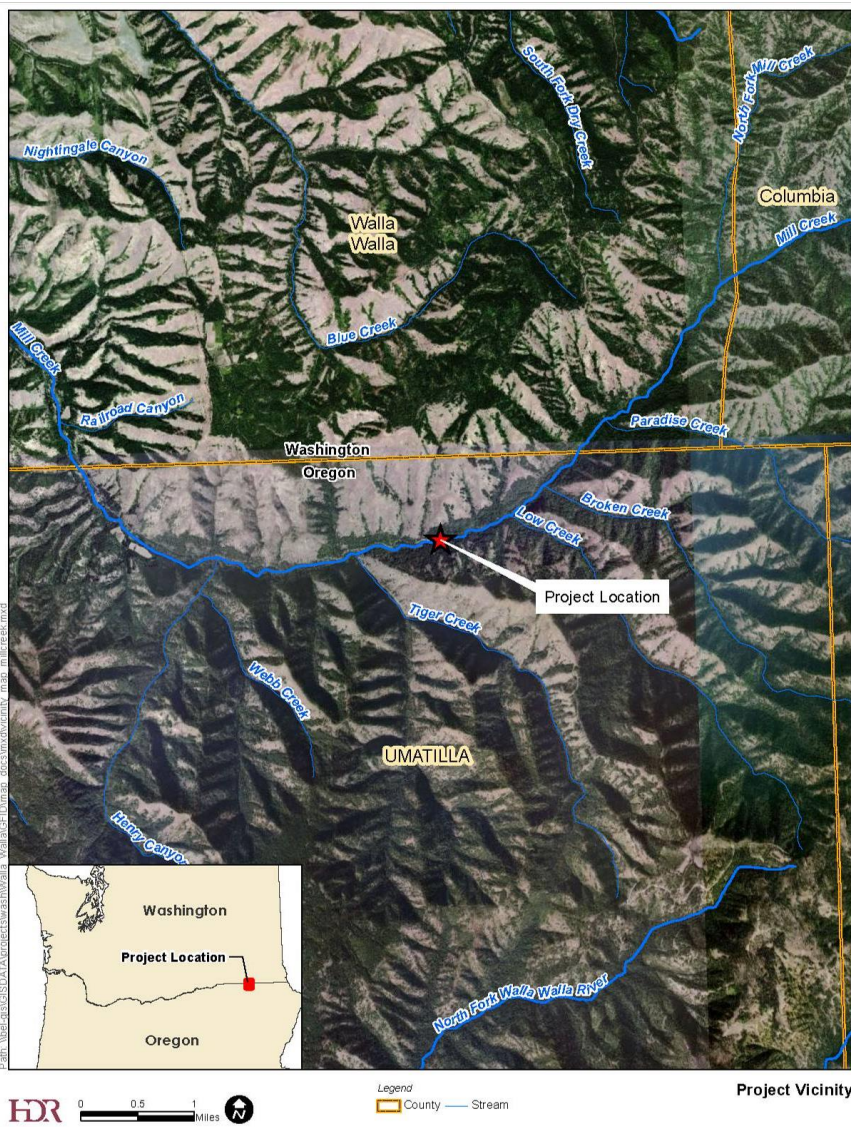 South Fork Dry Creek
North Fork Mill Creek
Nightingale Canyon
Columbia
Walla
Walla
Mill Creek
Blue Creek
Mill Creek
Railroad Canyon
Paradise Creek
Washington
Oregon
Broken Creek
Low Creek
Project Location
Tiger Creek
Webb Creek
UMATILLA
Henry Canyon
Washington
Project Location
Oregon
North Fork Walla Walla River
Legend
County
Stream
Project Vicinity
HDR
0 0.5 1
Miles
N